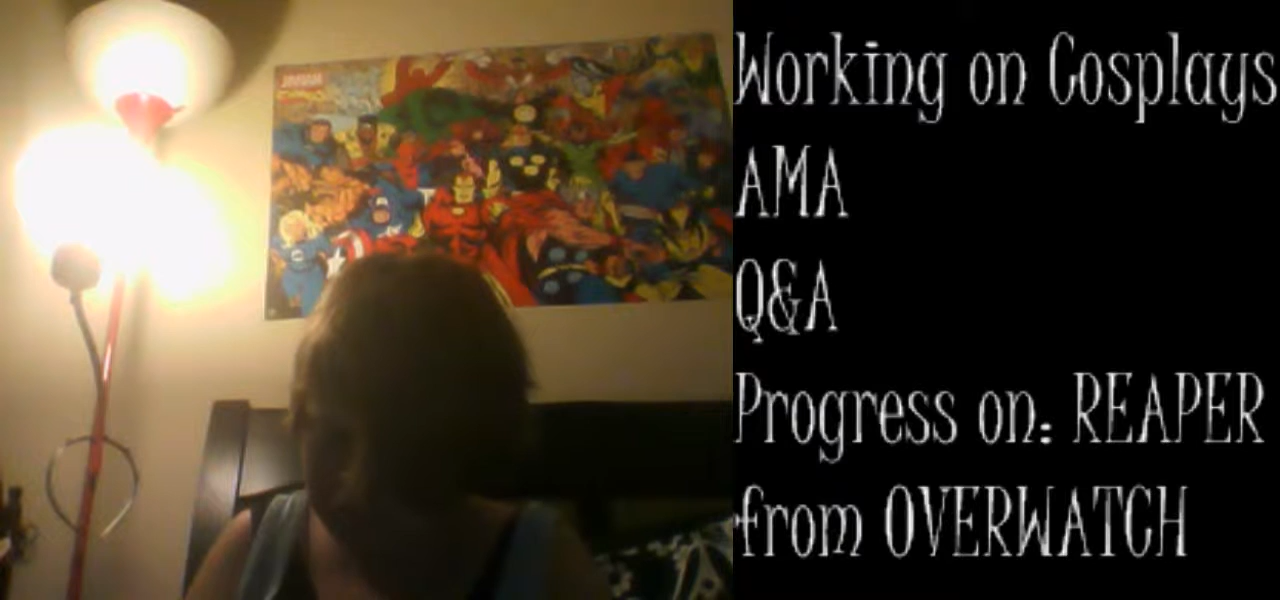 Working on Cosplays
AMA
Q&A
Progress on: REAPER
from OVERWATCH